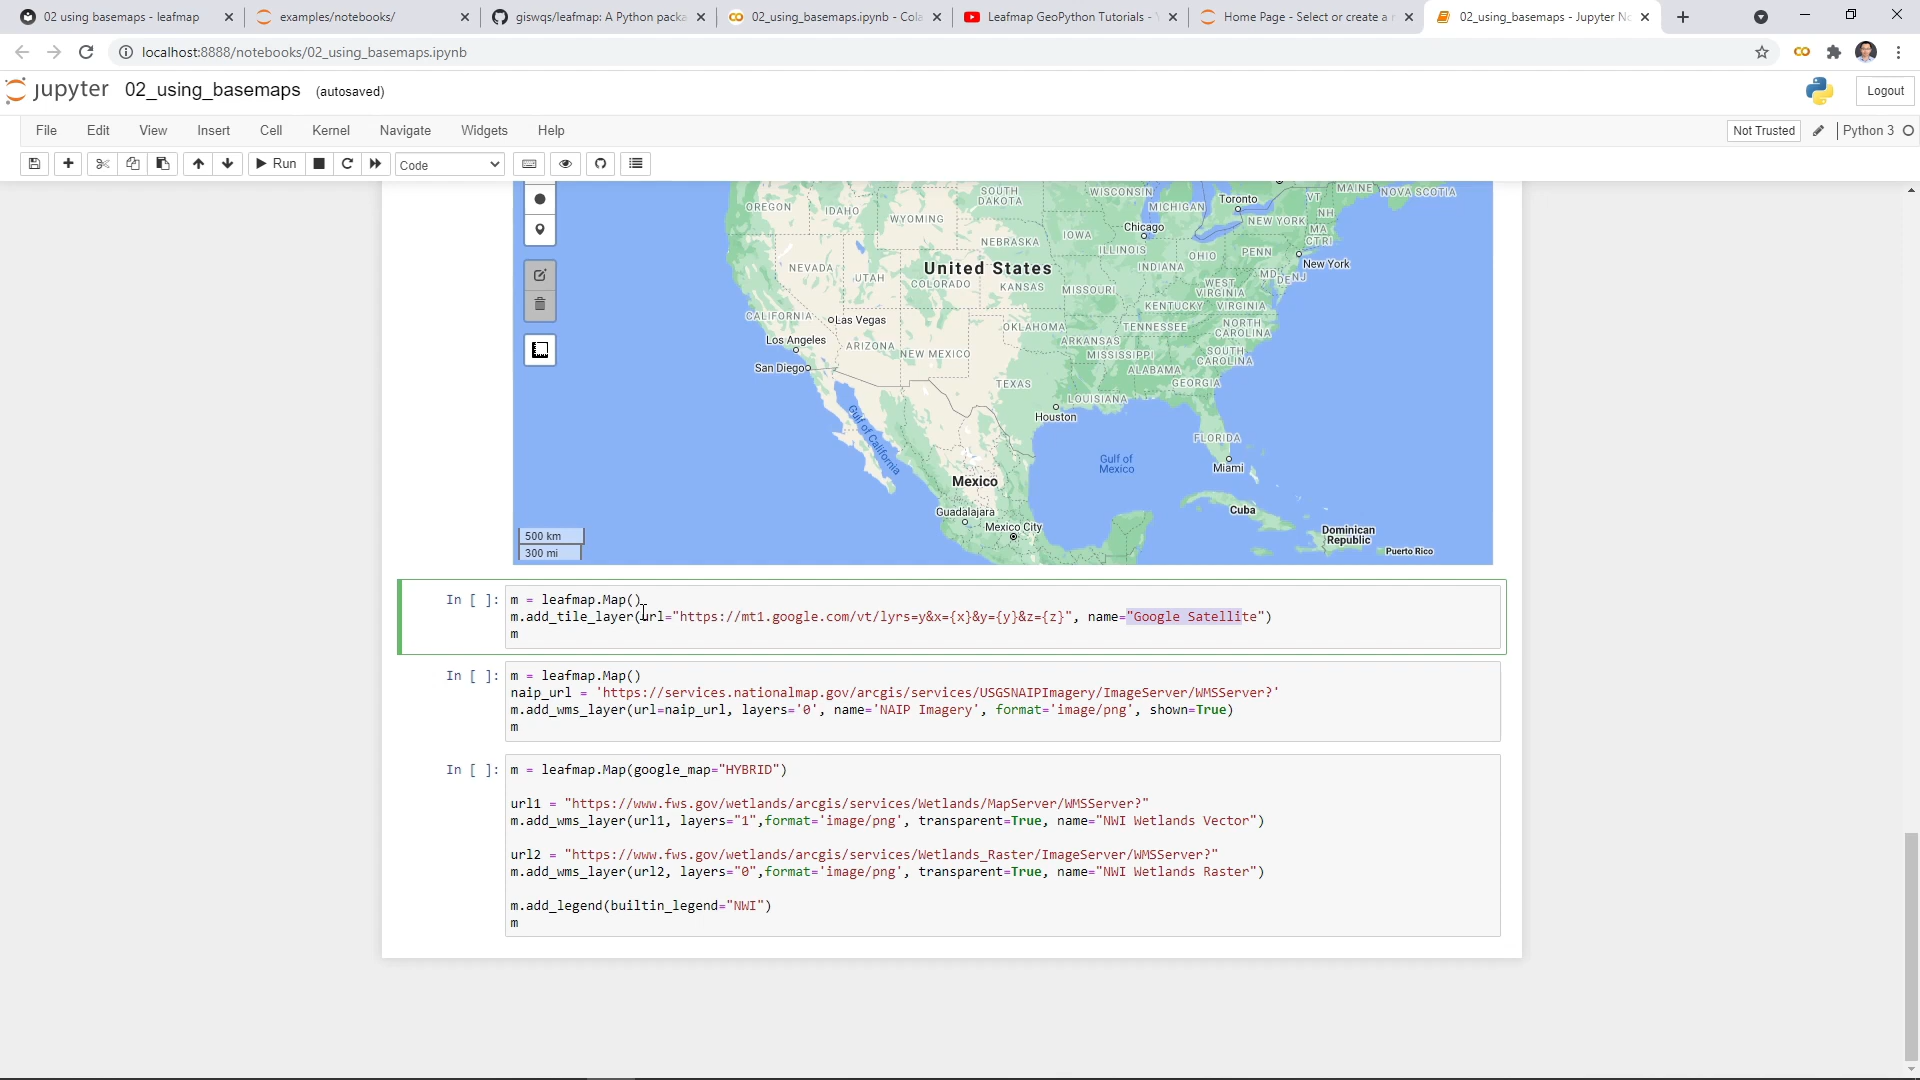 02 using basemaps - leafmap
examples/notebooks/
giswqs/leafmap: A Python packa
02_using_basemaps.ipynb - Cola
Leafmap GeoPython Tutorials - Y
Home Page - Select or create a n
02_using_basemaps - Jupyter No
localhost:8888/notebooks/02_using_basemaps.ipynb
jupyter 02_using_basemaps (autosaved)
Logout
File Edit View Insert Cell Kernel Navigate Widgets Help
Not Trusted
Python 3
Run
Code
SOUTH DAKOTA
WISCONSIN
MAINE
NOVA SCOTIA
OREGON
IDAHO
WYOMING
MICHIGAN
Toronto
VT
NH
NEW YORK
MA
CT RI
Chicago
NEBRASKA
IOWA
ILLINOIS
INDIANA
OHIO
PENN
New York
NEVADA
UTAH
United States
COLORADO
KANSAS
MISSOURI
WEST VIRGINIA
MD
DE
NJ
KENTUCKY
VIRGINIA
CALIFORNIA
Las Vegas
OKLAHOMA
TENNESSEE
NORTH CAROLINA
Los Angeles
ARIZONA
NEW MEXICO
ARKANSAS
MISSISSIPPI
SOUTH CAROLINA
San Diego
ALABAMA
TEXAS
GEORGIA
LOUISIANA
Houston
Gulf of California
FLORIDA
Gulf of Mexico
Miami
Mexico
Guadalajara
Cuba
Mexico City
Dominican Republic
Puerto Rico
500 km
300 mi
In [ ]:
m = leafmap.Map()
m.add_tile_layer(url="https://mt1.google.com/vt/lyrs=y&x={x}&y={y}&z={z}", name="Google Satellite")
m
In [ ]:
m = leafmap.Map()
naip_url = 'https://services.nationalmap.gov/arcgis/services/USGSNAIPImagery/ImageServer/WMSServer?'
m.add_wms_layer(url=naip_url, layers='0', name='NAIP Imagery', format='image/png', shown=True)
m
In [ ]:
m = leafmap.Map(google_map="HYBRID")
url1 = "https://www.fws.gov/wetlands/arcgis/services/Wetlands/MapServer/WMSServer?"
m.add_wms_layer(url1, layers="1",format='image/png', transparent=True, name="NWI Wetlands Vector")
url2 = "https://www.fws.gov/wetlands/arcgis/services/Wetlands_Raster/ImageServer/WMSServer?"
m.add_wms_layer(url2, layers="0",format='image/png', transparent=True, name="NWI Wetlands Raster")
m.add_legend(builtin_legend="NWI")
m